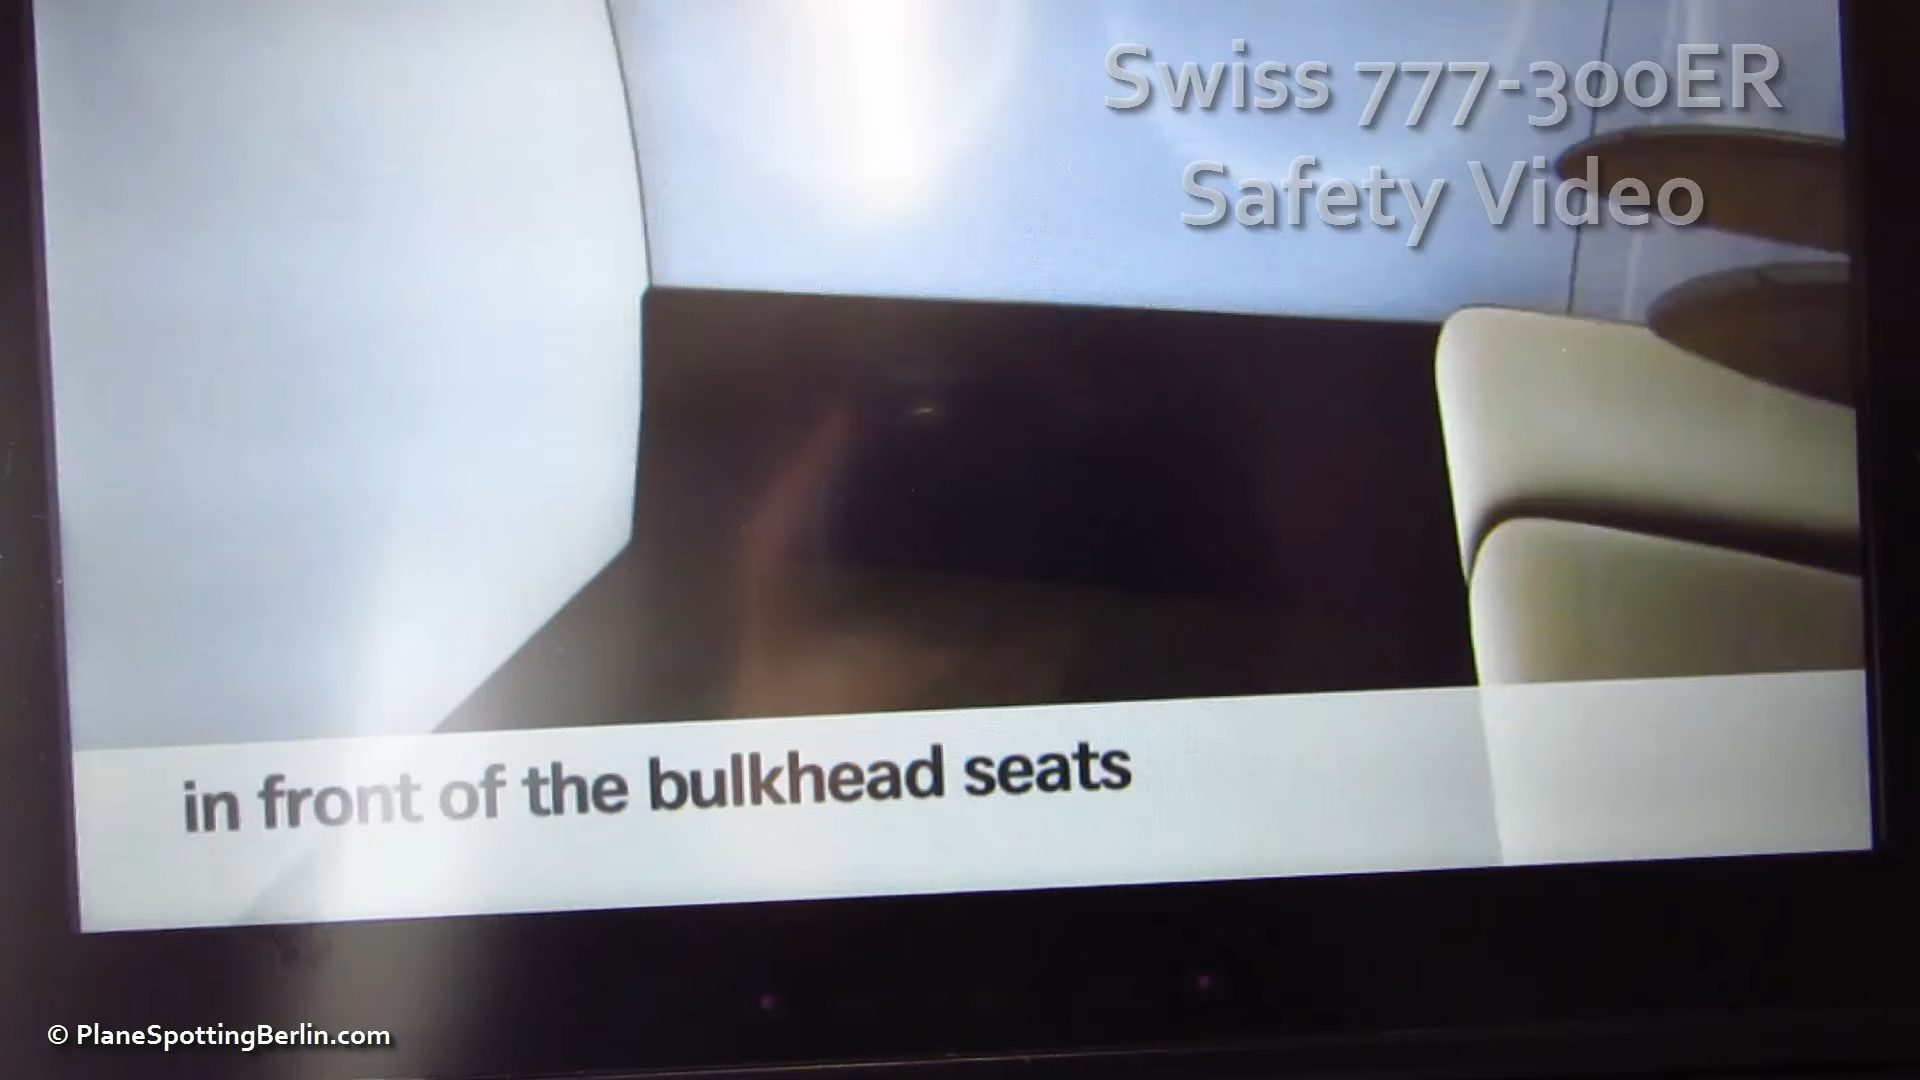 Swiss 777-300ER
Safety Video
in front of the bulkhead seats
© PlaneSpottingBerlin.com